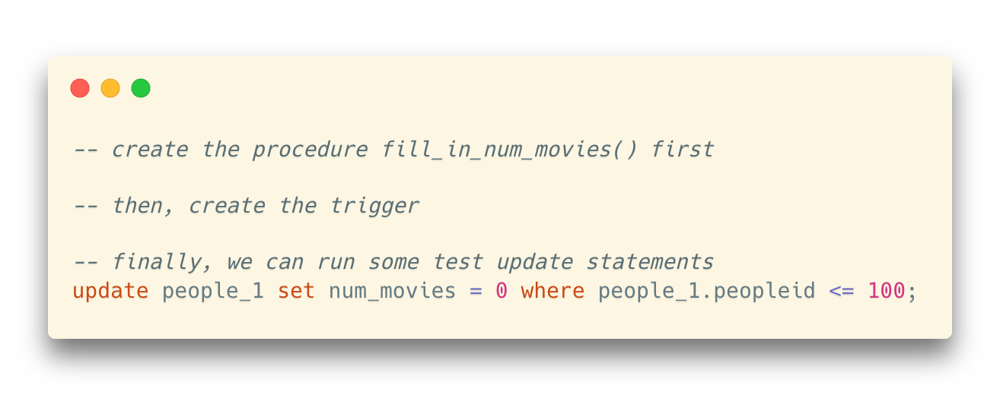 -- create the procedure fill_in_num_movies() first
-- then, create the trigger
-- finally, we can run some test update statements
update people_1 set num_movies = 0 where people_1.peopleid <= 100;